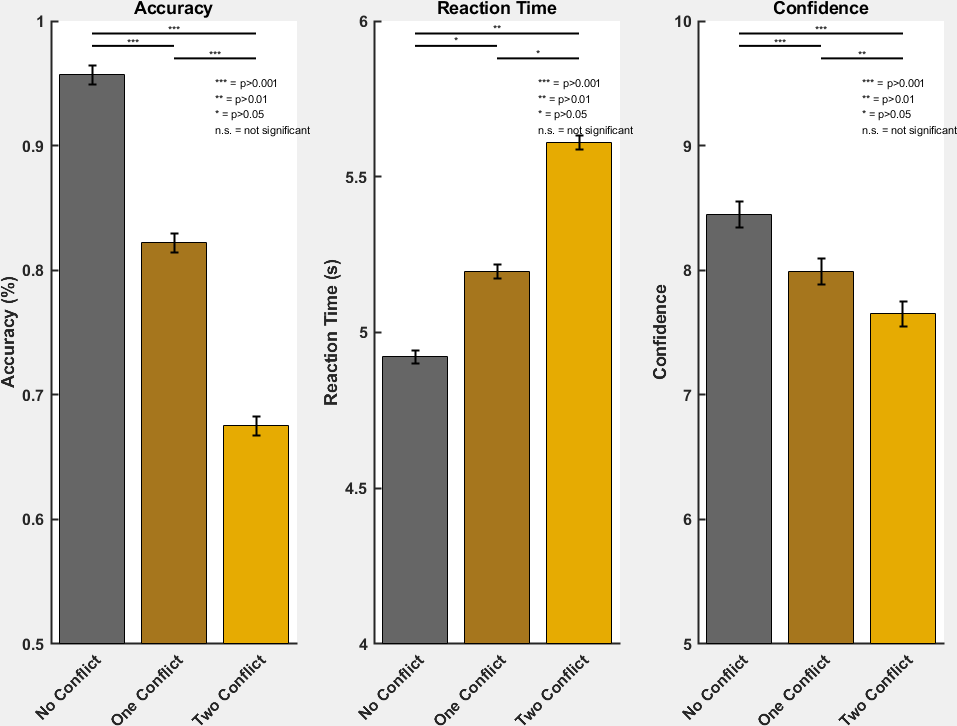 Accuracy
Accuracy (%)
1
0.9
0.8
0.7
0.6
0.5
***
***
***
*** = p>0.001
** = p>0.01
* = p>0.05
n.s. = not significant
No Conflict
One Conflict
Two Conflict
Reaction Time
Reaction Time (s)
6
5.5
5
4.5
4
**
*
*
*** = p>0.001
** = p>0.01
* = p>0.05
n.s. = not significant
No Conflict
One Conflict
Two Conflict
Confidence
Confidence
10
9
8
7
6
5
***
***
**
*** = p>0.001
** = p>0.01
* = p>0.05
n.s. = not significant
No Conflict
One Conflict
Two Conflict